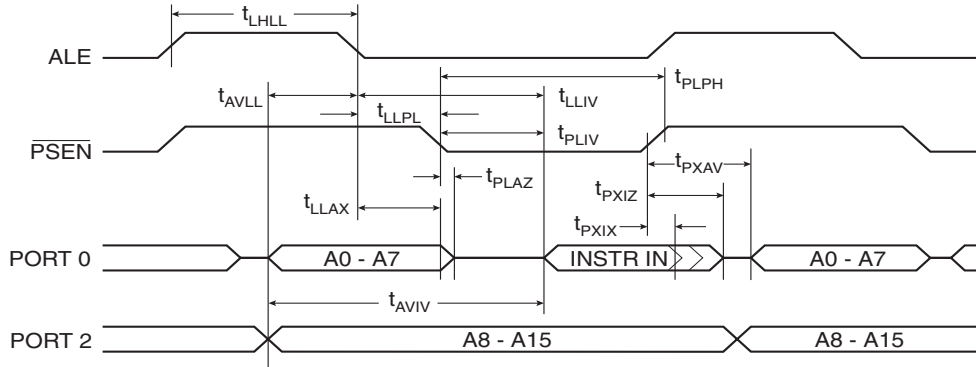 tLHLL
ALE
tPLPH
tAVLL
tLLIV
tLLPL
tPLIV
PSEN
tPXAV
tPLAZ
tPXIZ
tLLAX
tPXIX
PORT 0
A0 - A7
INSTR IN
A0 - A7
tAVIV
PORT 2
A8 - A15
A8 - A15